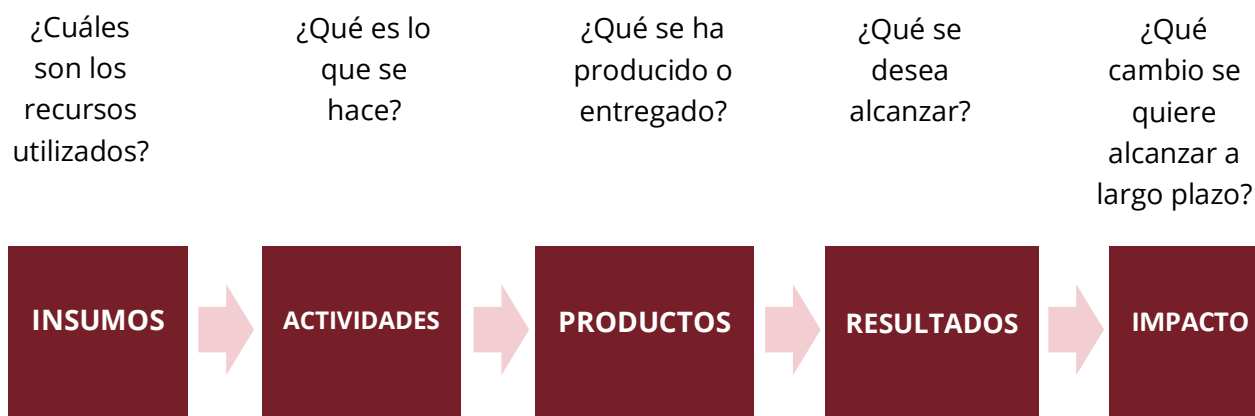 ¿Cuáles
son los
recursos
utilizados?
¿Qué es lo
que se
hace?
¿Qué se ha
producido o
entregado?
¿Qué se
desea
alcanzar?
¿Qué
cambio se
quiere
alcanzar a
largo plazo?
INSUMOS
ACTIVIDADES
PRODUCTOS
RESULTADOS
IMPACTO